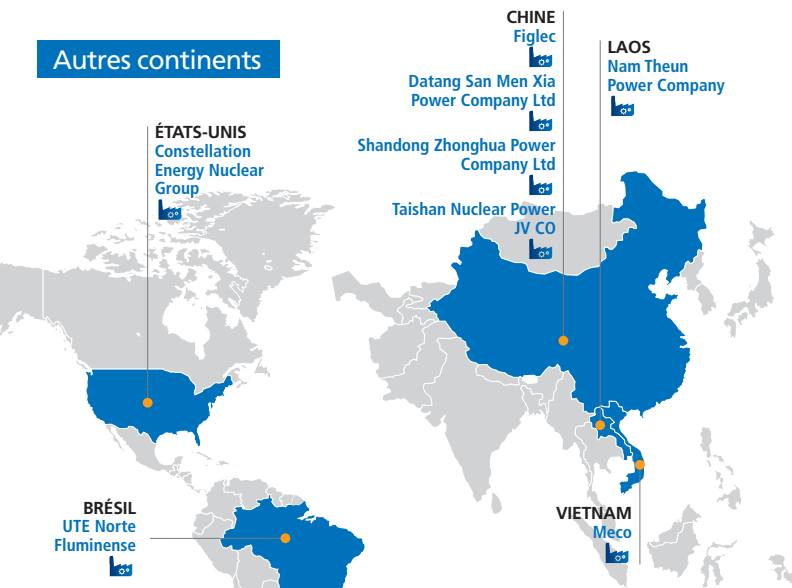 Autres continents
ÉTATS-UNIS
Constellation
Energy Nuclear
Group
CHINE
Figlec
Datang San Men Xia
Power Company Ltd
Shandong Zhonghua Power
Company Ltd
Taishan Nuclear Power
JV CO
LAOS
Nam Theun
Power Company
BRÉSIL
UTE Norte
Fluminense
VIETNAM
Meco